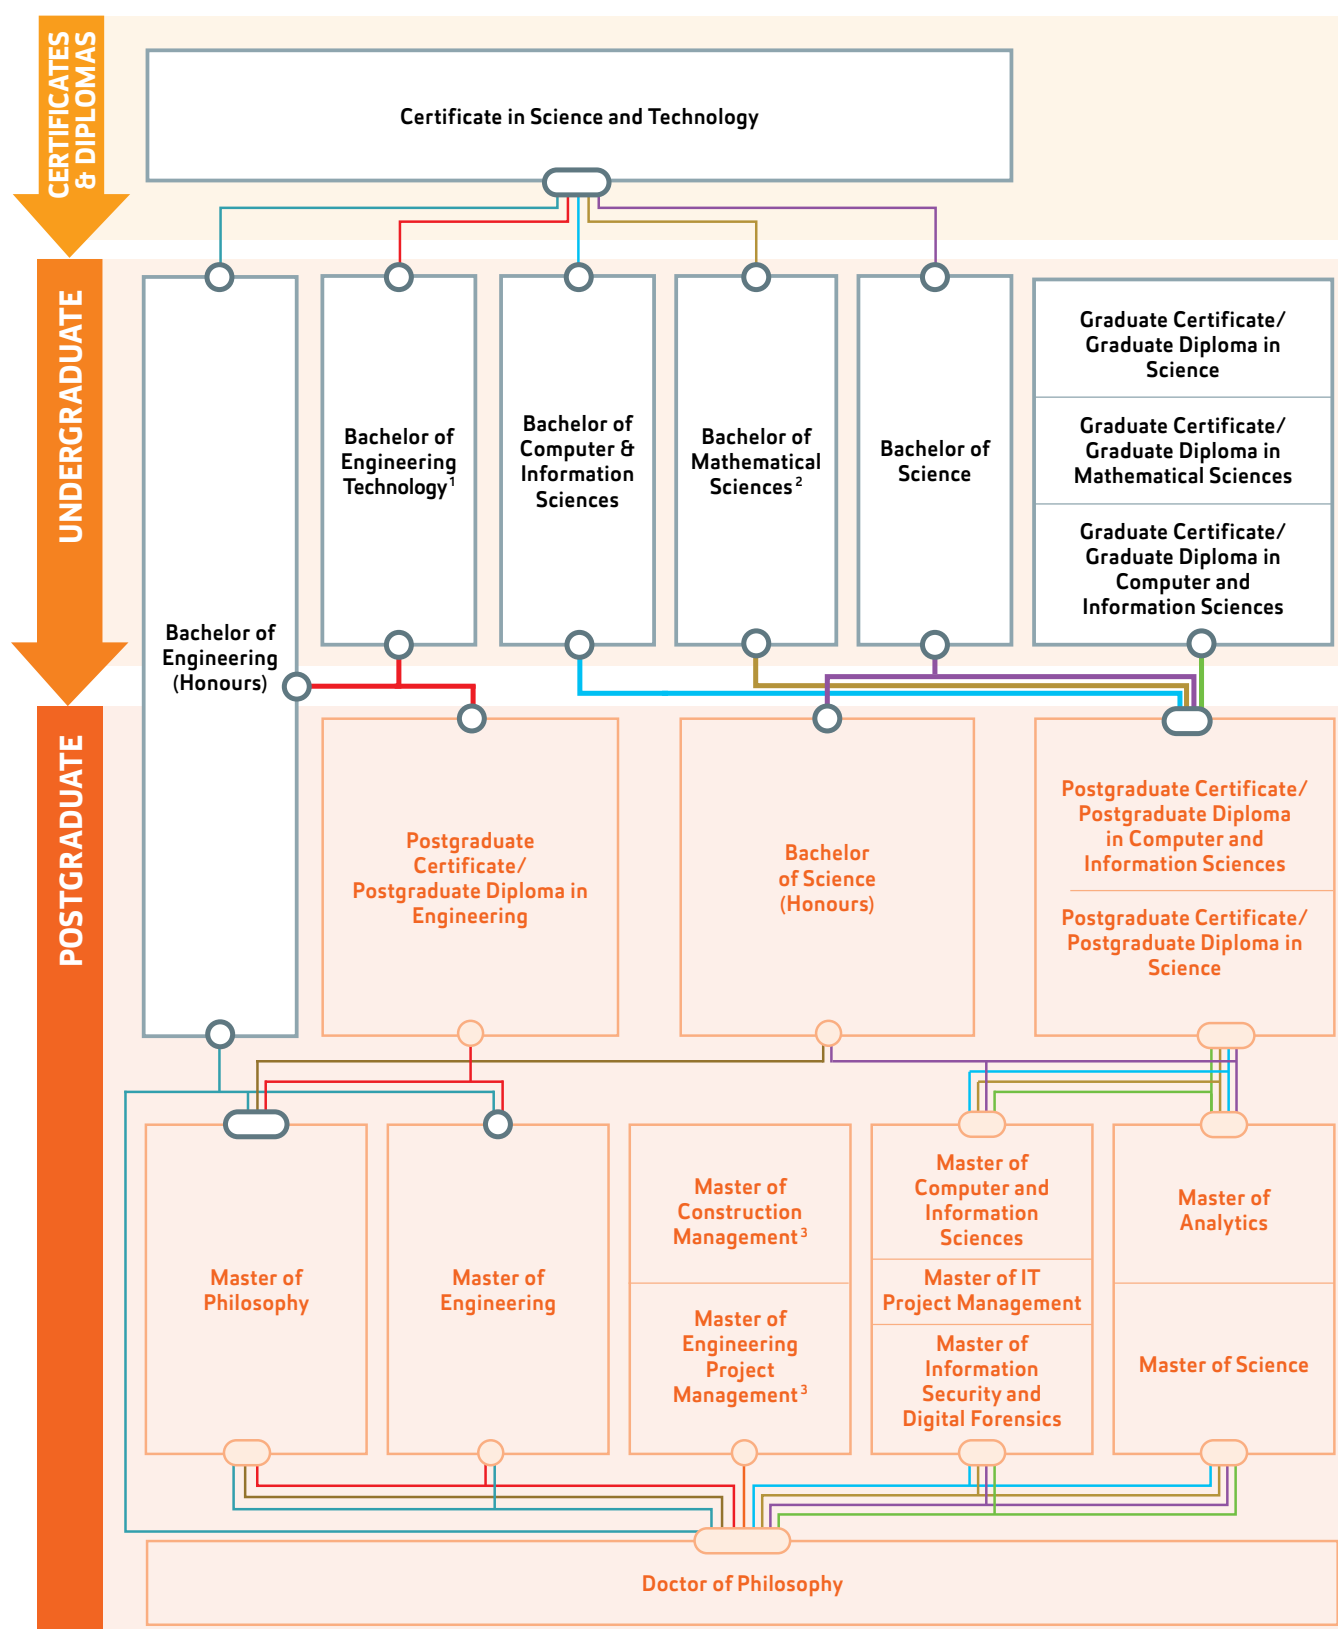 CERTIFICATES
& DIPLOMAS
Certificate in Science and Technology
UNDERGRADUATE
Bachelor of
Engineering
(Honours)
Bachelor of
Engineering
Technology¹
Bachelor of
Computer &
Information
Sciences
Bachelor of
Mathematical
Sciences²
Bachelor of
Science
Graduate Certificate/
Graduate Diploma in
Science
Graduate Certificate/
Graduate Diploma in
Mathematical Sciences
Graduate Certificate/
Graduate Diploma in
Computer and
Information Sciences
POSTGRADUATE
Postgraduate
Certificate/
Postgraduate Diploma in
Engineering
Bachelor
of Science
(Honours)
Postgraduate Certificate/
Postgraduate Diploma
in Computer and
Information Sciences
Postgraduate Certificate/
Postgraduate Diploma in
Science
Master of
Philosophy
Master of
Engineering
Master of
Construction
Management³
Master of
Engineering
Project
Management³
Master of
Computer and
Information
Sciences
Master of IT
Project Management
Master of
Information
Security and
Digital Forensics
Master of
Analytics
Master of Science
Doctor of Philosophy